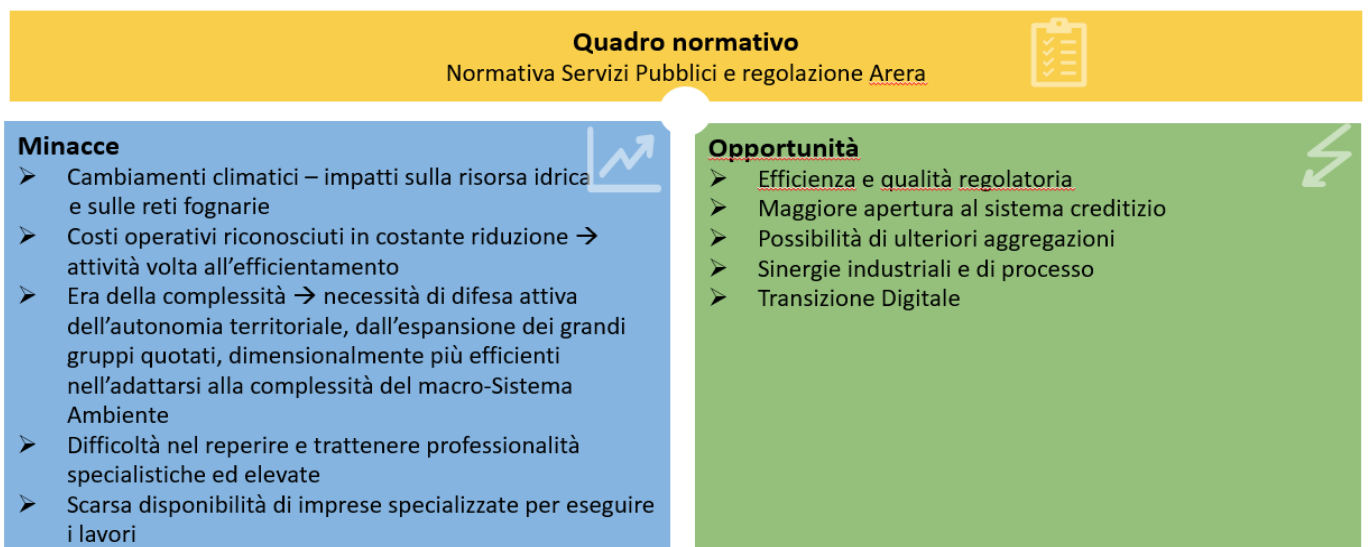 Quadro normativo
Normativa Servizi Pubblici e regolazione Arera
Minacce
➢ Cambiamenti climatici – impatti sulla risorsa idrica
e sulle reti fognarie
➢ Costi operativi riconosciuti in costante riduzione →
attività volta all’efficientamento
➢ Era della complessità → necessità di difesa attiva
dell’autonomia territoriale, dall’espansione dei grandi
gruppi quotati, dimensionalmente più efficienti
nell’adattarsi alla complessità del macro-Sistema
Ambiente
➢ Difficoltà nel reperire e trattenere professionalità
specialistiche ed elevate
➢ Scarsa disponibilità di imprese specializzate per eseguire
i lavori
Opportunità
➢ Efficienza e qualità regolatoria
➢ Maggiore apertura al sistema creditizio
➢ Possibilità di ulteriori aggregazioni
➢ Sinergie industriali e di processo
➢ Transizione Digitale